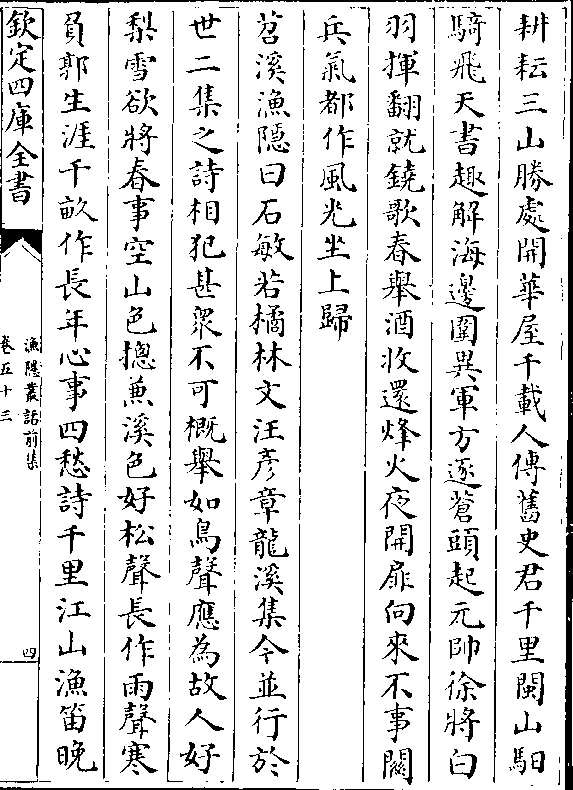 耕耘三山勝處開華屋千載人傳舊史君千里閩山馹
騎飛天書趣解海邊圍異軍方逐蒼頭起元帥徐將白
羽揮翻就鐃歌春舉酒收還烽火夜開扉向來不事關
兵氣都作風光坐上歸
苕溪漁隱曰石敏若橘林文汪彦章龍溪集今並行於
世二集之詩相犯甚衆不可概舉如鳥聲應為故人好
梨雪欲將春事空山色摠兼溪色好松聲長作雨聲寒
負郭生涯千畝作長年心事四愁詩千里江山漁笛晚
欽定四庫全書
漁隱叢話前集
卷五十三
四